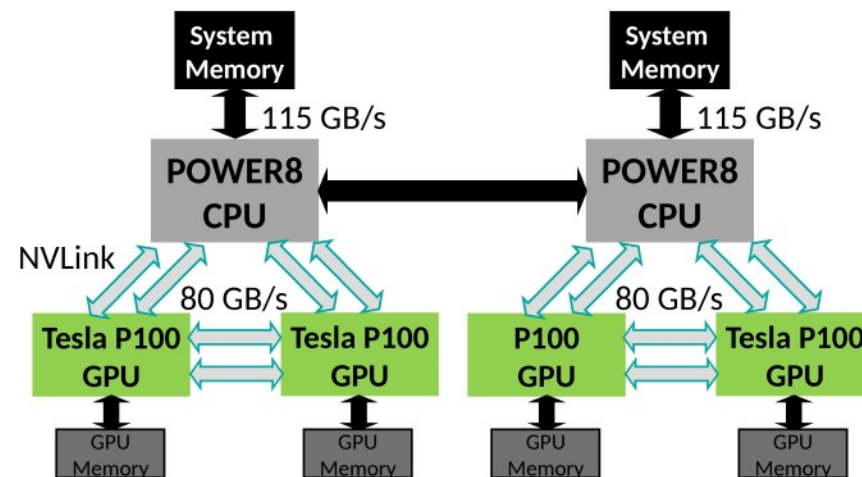 System
Memory
System
Memory
115 GB/s
115 GB/s
POWER8
CPU
POWER8
CPU
NVLink
80 GB/s
80 GB/s
Tesla P100
GPU
Tesla P100
GPU
P100
GPU
Tesla P100
GPU
GPU
Memory
GPU
Memory
GPU
Memory
GPU
Memory